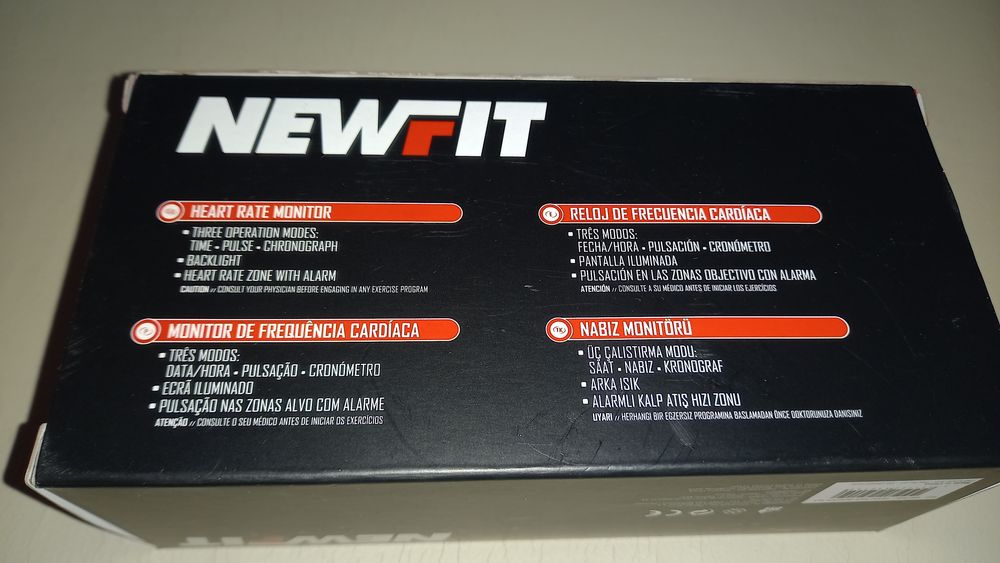 NEWFIT
HEART RATE MONITOR
• THREE OPERATION MODES:
TIME • PULSE • CHRONOGRAPH
• BACKLIGHT
• HEART RATE ZONE WITH ALARM
CAUTION // CONSULT YOUR PHYSICIAN BEFORE ENGAGING IN ANY EXERCISE PROGRAM
RELOJ DE FRECUENCIA CARDÍACA
• TRÊS MODOS:
FECHA/HORA • PULSACIÓN • CRONÓMETRO
• PANTALLA ILUMINADA
• PULSACIÓN EN LAS ZONAS OBJECTIVO CON ALARMA
ATENCIÓN // CONSULTE A SU MÉDICO ANTES DE INICIAR LOS EJERCÍCIOS
MONITOR DE FREQUÊNCIA CARDÍACA
• TRÊS MODOS:
DATA/HORA • PULSAÇÃO • CRONÓMETRO
• ECRÃ ILUMINADO
• PULSAÇÃO NAS ZONAS ALVO COM ALARME
ATENÇÃO // CONSULTE O SEU MÉDICO ANTES DE INICIAR OS EXERCÍCIOS
NABIZ MONITÖRÜ
• ÜÇ ÇALISTIRMA MODU:
SAAT • NABIZ • KRONOGRAF
• ARKA ISIK
• ALARMLI KALP ATIŞ HIZI ZONU
UYARI // HERHANGI BIR EGZERSIZ PROGRAMINA BASLAMADAN ÖNCE DOKTORUNUZA DANISINIZ
NEWFIT
CE